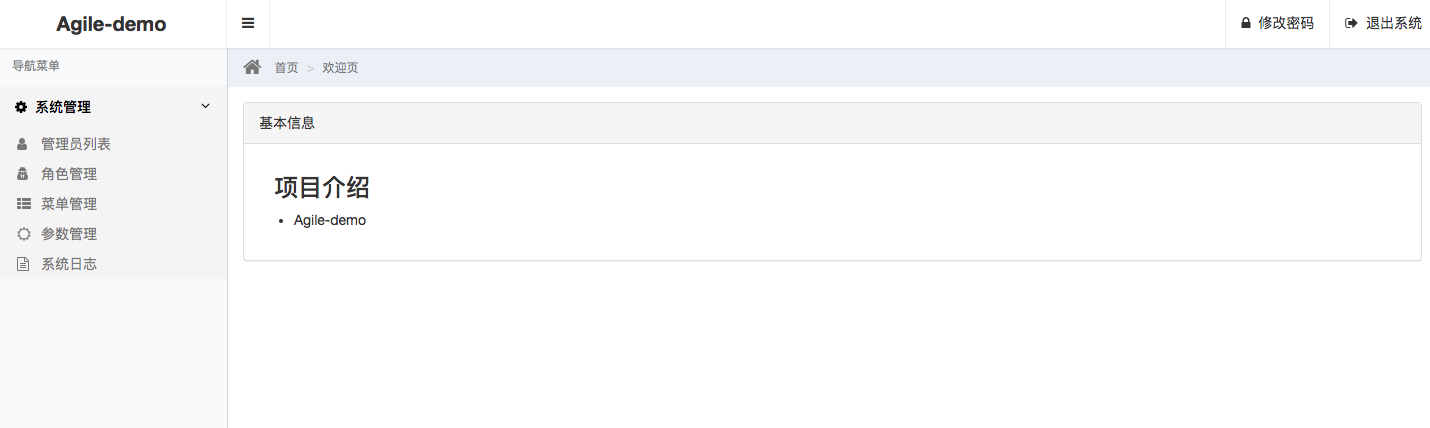 Agile-demo
修改密码
退出系统
导航菜单
首页 > 欢迎页
系统管理
管理员列表
角色管理
菜单管理
参数管理
系统日志
基本信息
项目介绍
• Agile-demo